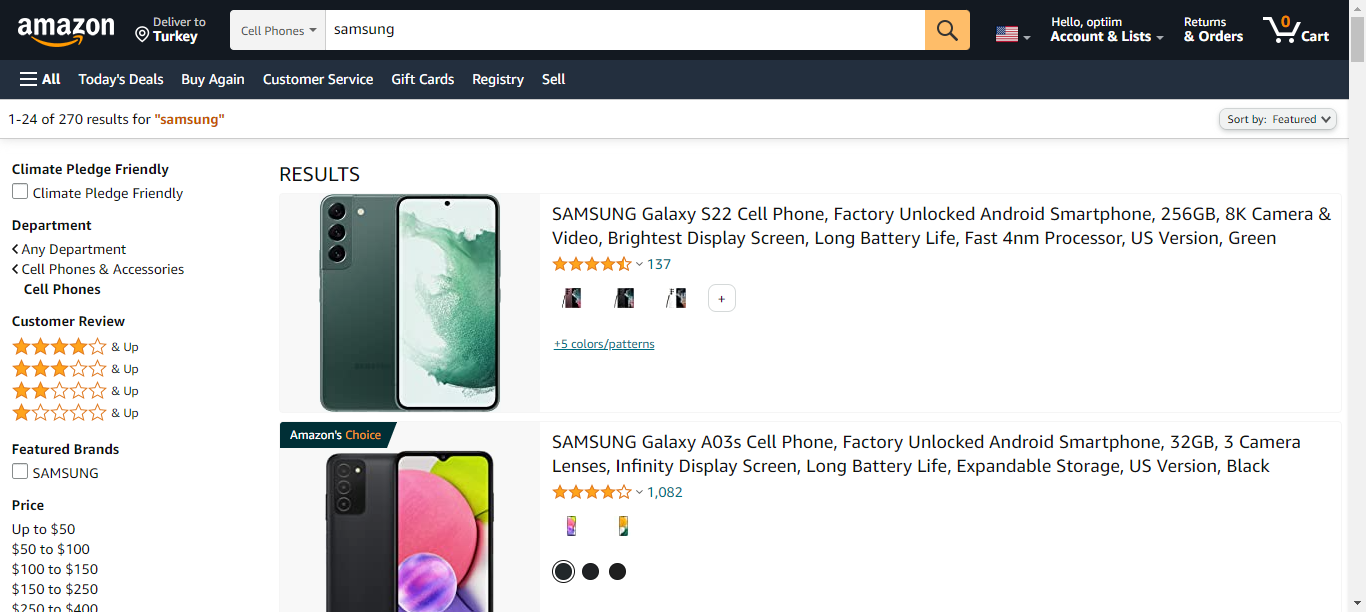 amazon
Deliver to
Turkey
Cell Phones
samsung
Hello, optiim
Account & Lists
Returns
& Orders
0
Cart
All
Today's Deals
Buy Again
Customer Service
Gift Cards
Registry
Sell
1-24 of 270 results for "samsung"
Sort by: Featured
Climate Pledge Friendly
Climate Pledge Friendly
Department
Any Department
Cell Phones & Accessories
Cell Phones
Customer Review
& Up
& Up
& Up
& Up
Featured Brands
SAMSUNG
Price
Up to $50
$50 to $100
$100 to $150
$150 to $250
$250 to $400
RESULTS
SAMSUNG Galaxy S22 Cell Phone, Factory Unlocked Android Smartphone, 256GB, 8K Camera &
Video, Brightest Display Screen, Long Battery Life, Fast 4nm Processor, US Version, Green
137
+
+5 colors/patterns
Amazon's Choice
SAMSUNG Galaxy A03s Cell Phone, Factory Unlocked Android Smartphone, 32GB, 3 Camera
Lenses, Infinity Display Screen, Long Battery Life, Expandable Storage, US Version, Black
1,082